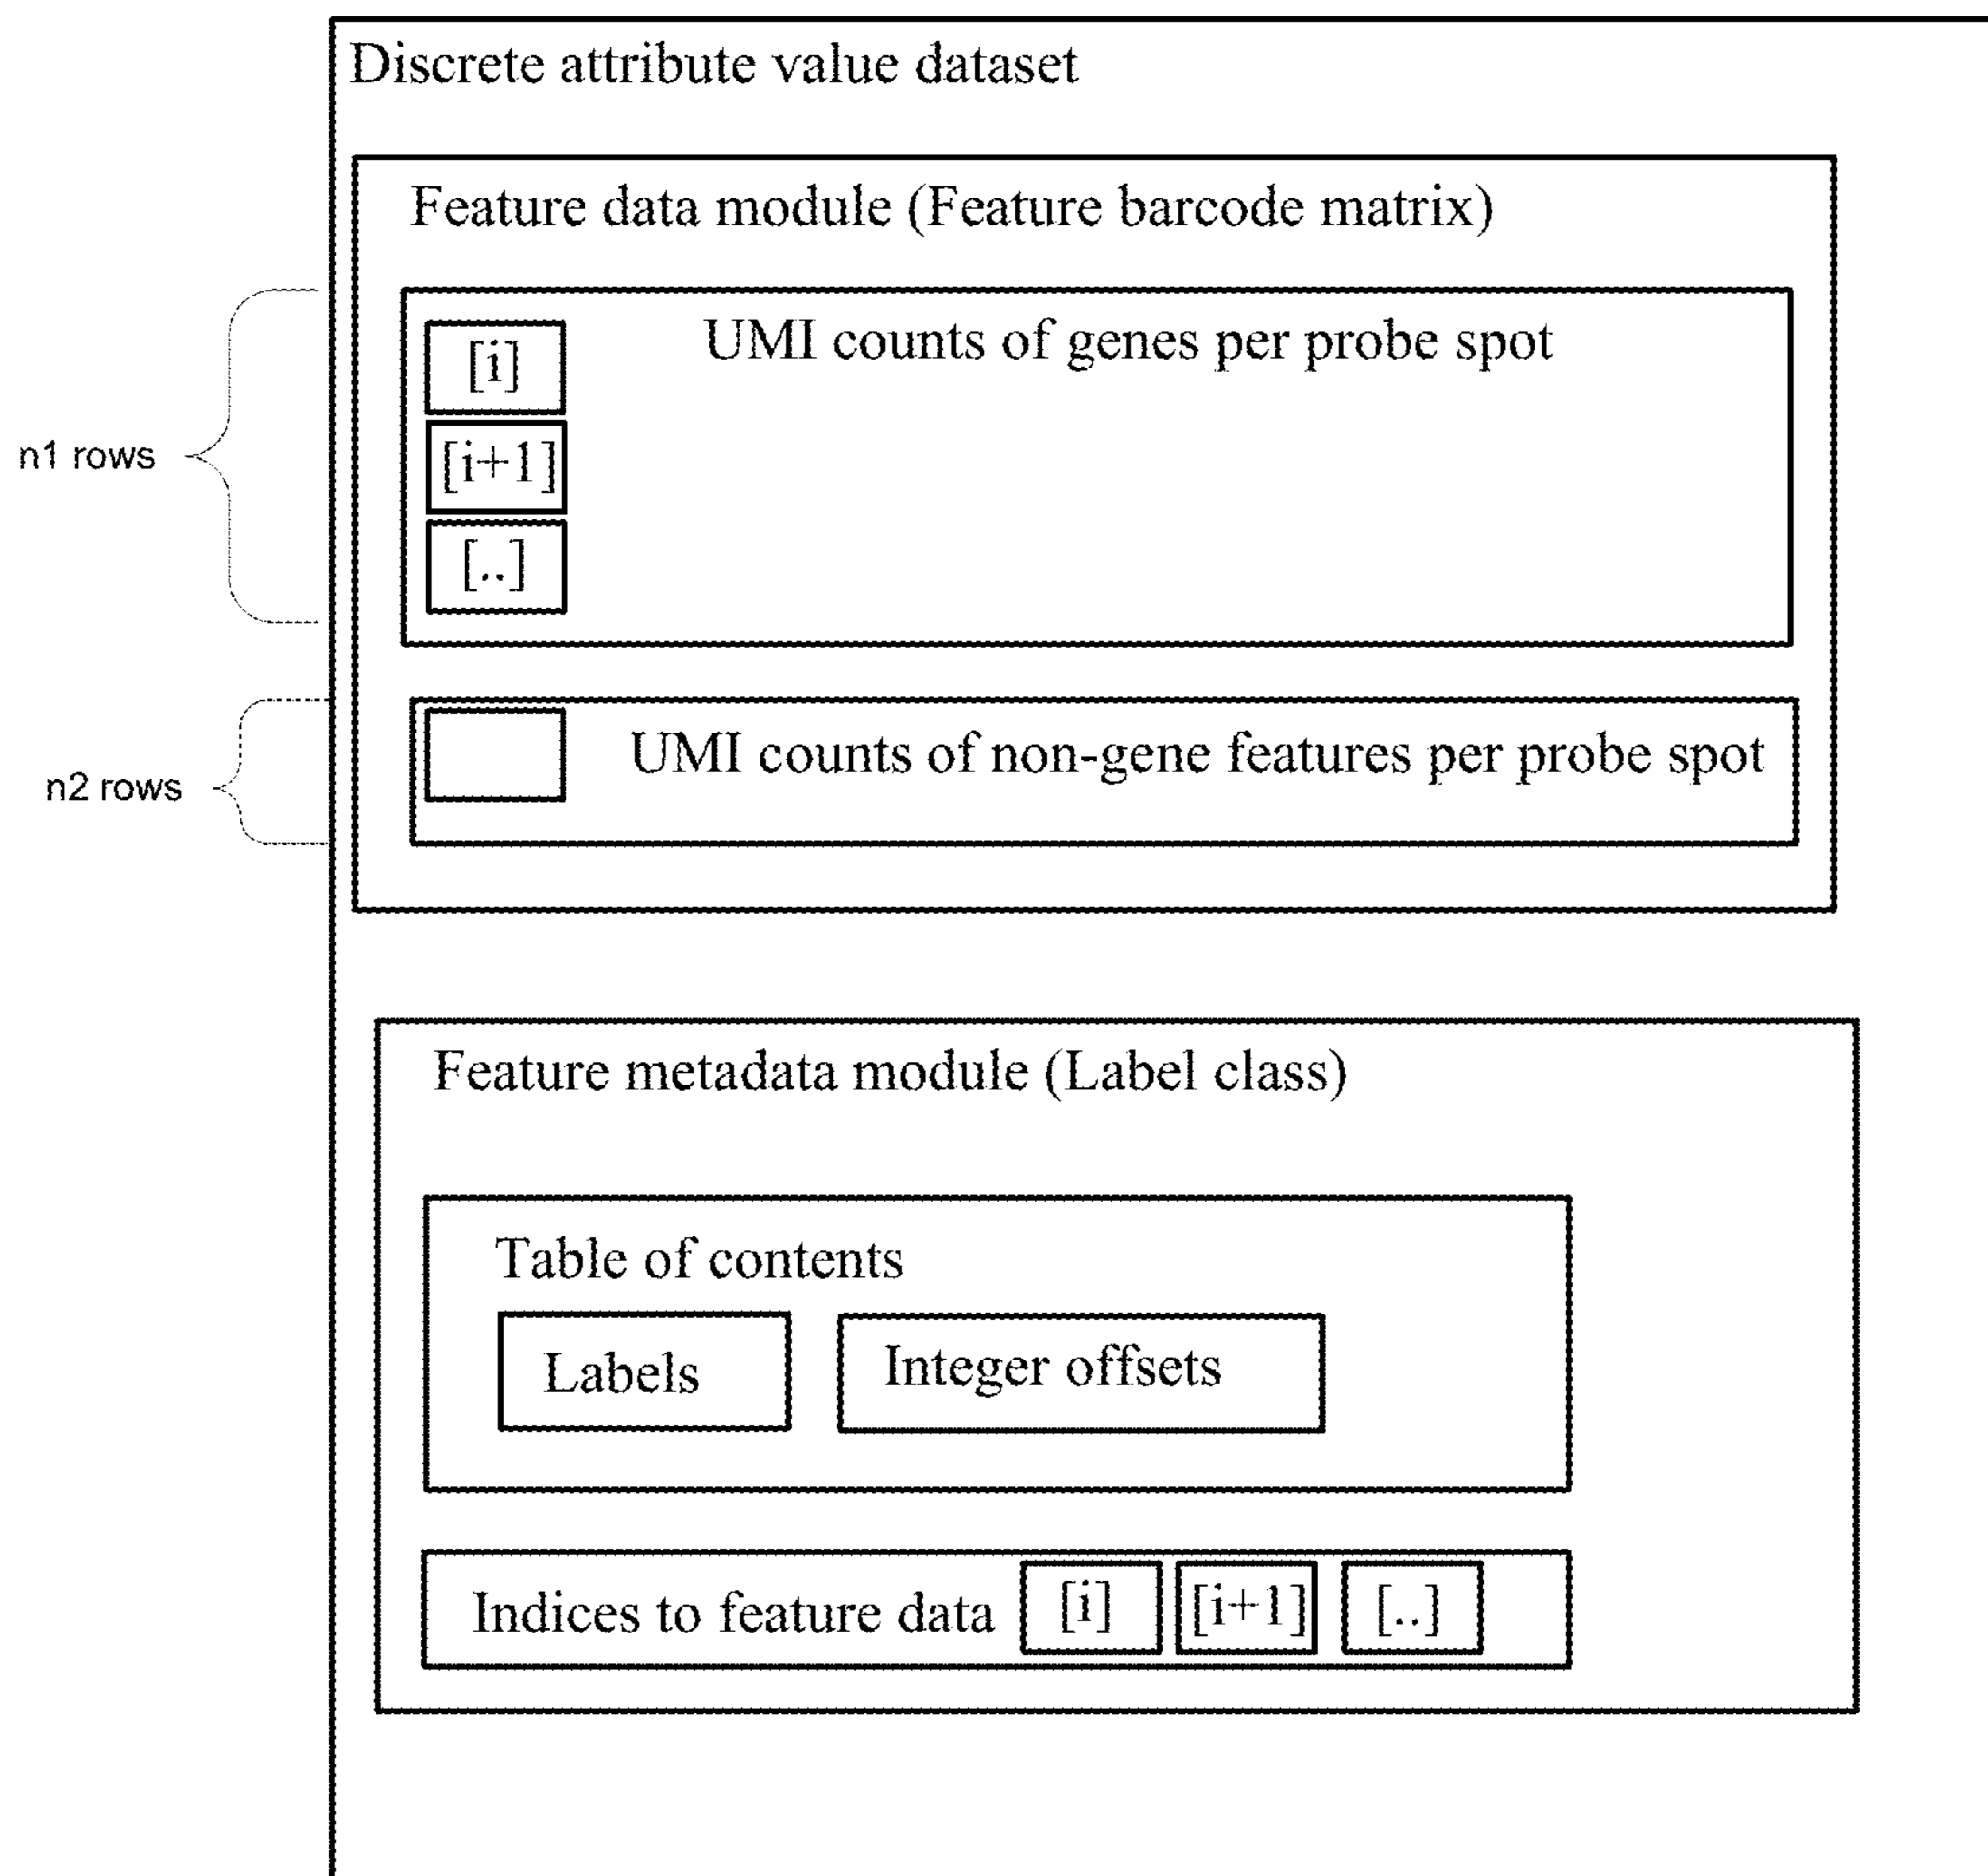 Discrete attribute value dataset
Feature data module (Feature barcode matrix)
n1 rows
[i]
UMI counts of genes per probe spot
[i+1]
[..]
n2 rows
UMI counts of non-gene features per probe spot
Feature metadata module (Label class)
Table of contents
Labels
Integer offsets
Indices to feature data [i] [i+1] [..]